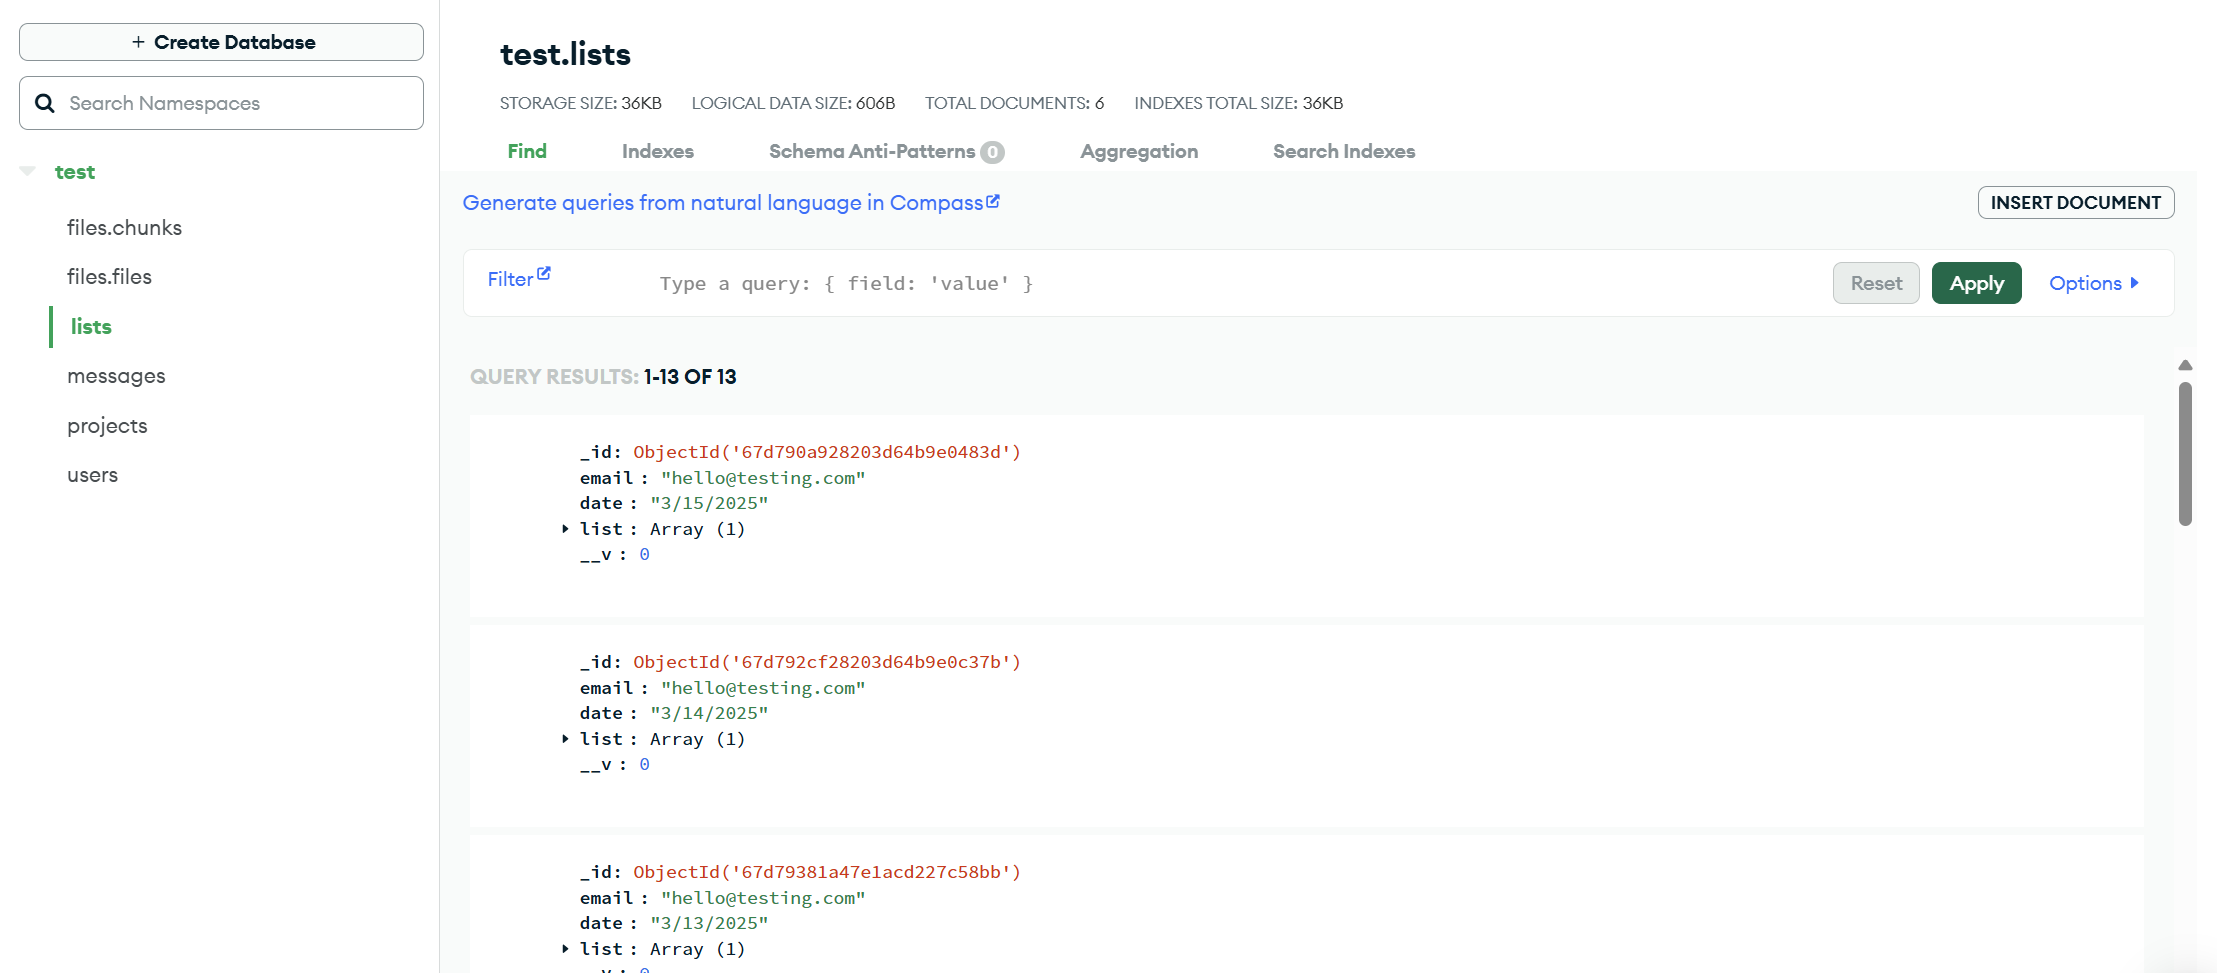 + Create Database
Search Namespaces
test
files.chunks
files.files
lists
messages
projects
users
test.lists
STORAGE SIZE: 36KB LOGICAL DATA SIZE: 606B TOTAL DOCUMENTS: 6 INDEXES TOTAL SIZE: 36KB
Find Indexes Schema Anti-Patterns 0 Aggregation Search Indexes
Generate queries from natural language in Compass
INSERT DOCUMENT
Filter Type a query: { field: 'value' } Reset Apply Options
QUERY RESULTS: 1-13 OF 13
_id: ObjectId('67d790a928203d64b9e0483d')
email : "hello@testing.com"
date : "3/15/2025"
list : Array (1)
__v : 0
_id: ObjectId('67d792cf28203d64b9e0c37b')
email : "hello@testing.com"
date : "3/14/2025"
list : Array (1)
__v : 0
_id: ObjectId('67d79381a47e1acd227c58bb')
email : "hello@testing.com"
date : "3/13/2025"
list : Array (1)
__v : 0